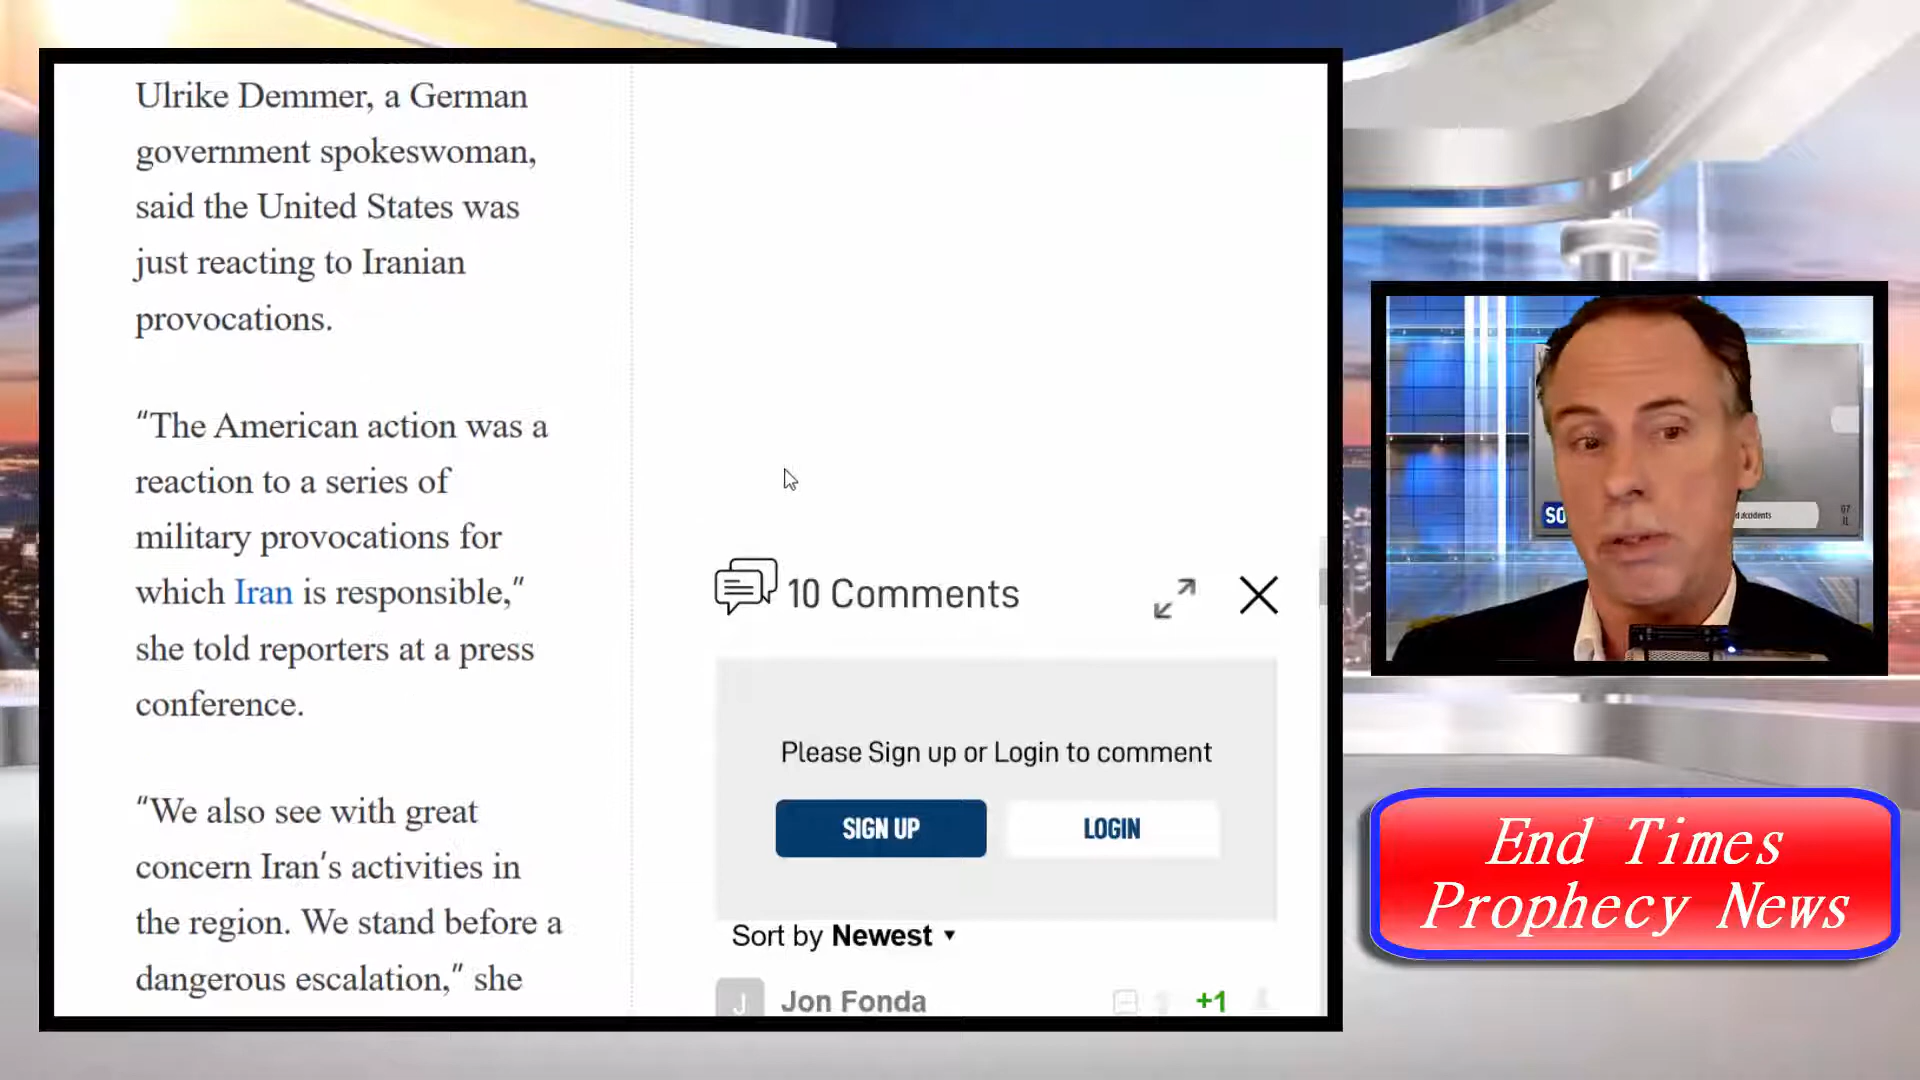 Ulrike Demmer, a German
government spokeswoman,
said the United States was
just reacting to Iranian
provocations.
“The American action was a
reaction to a series of
military provocations for
which Iran is responsible,”
she told reporters at a press
conference.
“We also see with great
concern Iran's activities in
the region. We stand before a
dangerous escalation,” she
10 Comments
Please Sign up or Login to comment
SIGN UP
LOGIN
Sort by Newest
J
Jon Fonda
+1
SO
End Times
Prophecy News